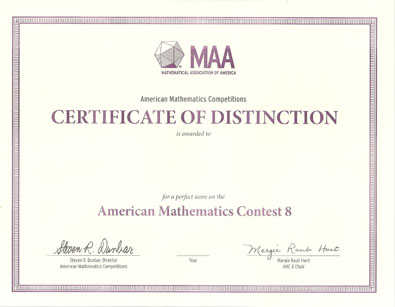 MAA
MATHEMATICAL ASSOCIATION OF AMERICA
American Mathematics Competitions
CERTIFICATE OF DISTINCTION
is awarded to
for a perfect score on the
American Mathematics Contest 8
Steven R. Dunbar
Margie Raub Hunt
Steven R. Dunbar Director
Year
Margie Raub Hunt
American Mathematics Competitions
AMC 8 Chair